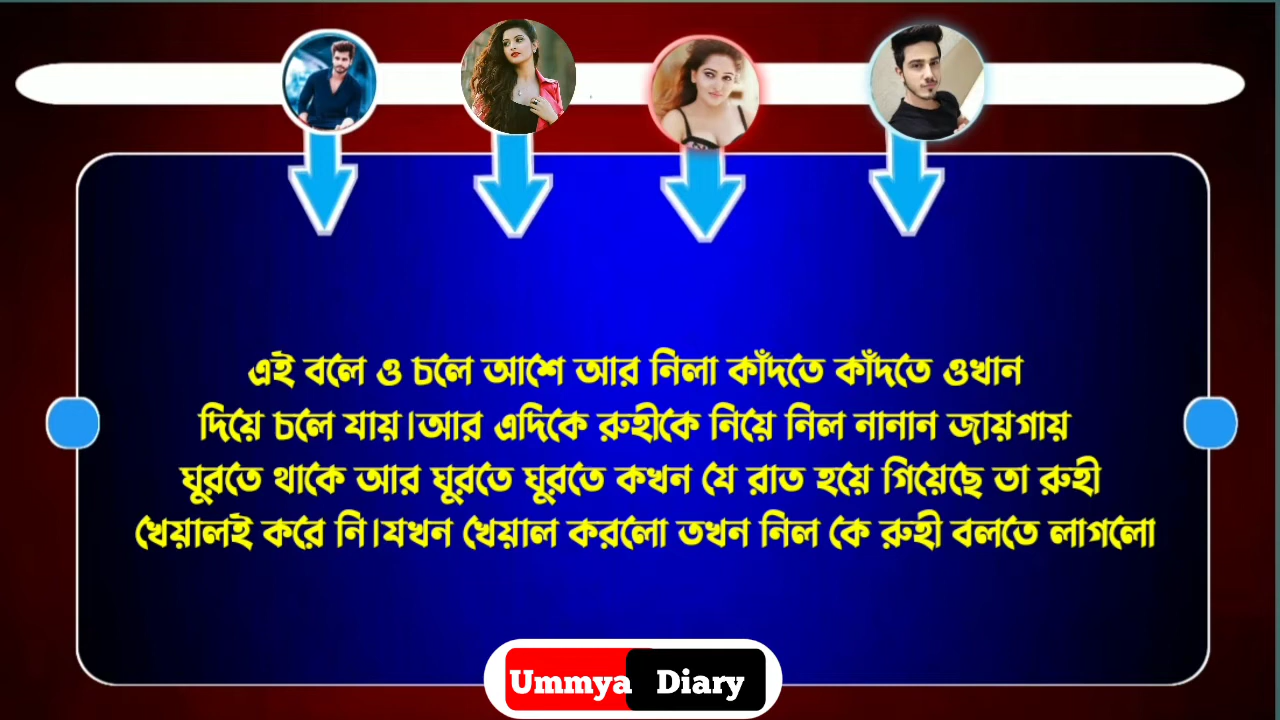 এই বলে ও চলে আশে আর নিলা কাঁদতে কাঁদতে ওখান
দিয়ে চলে যায়।আর এদিকে রুহীকে নিয়ে নিল নানান জায়গায়
ঘুরতে থাকে আর ঘুরতে ঘুরতে কখন যে রাত হয়ে গিয়েছে তা রুহী
খেয়ালই করে নি।যখন খেয়াল করলো তখন নিল কে রুহী বলতে লাগলো
Ummya Diary